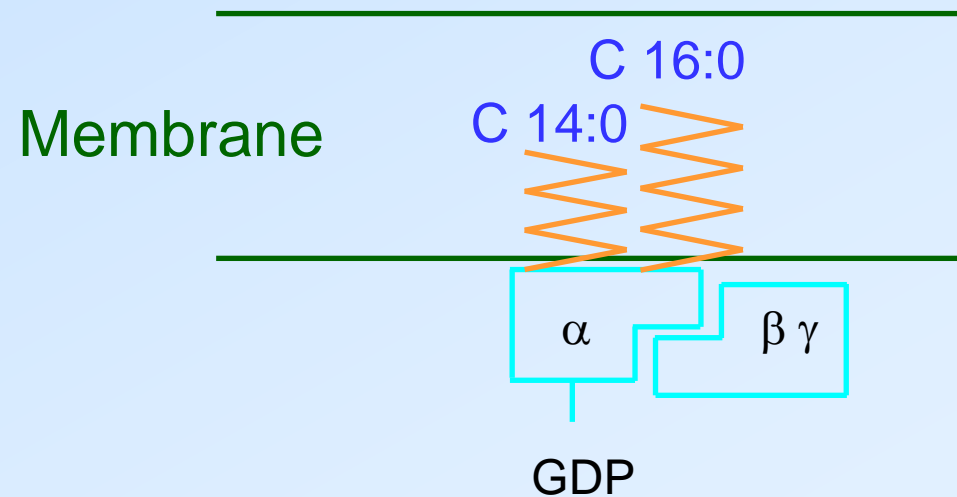 C 16:0
C 14:0
Membrane
α
β γ
GDP